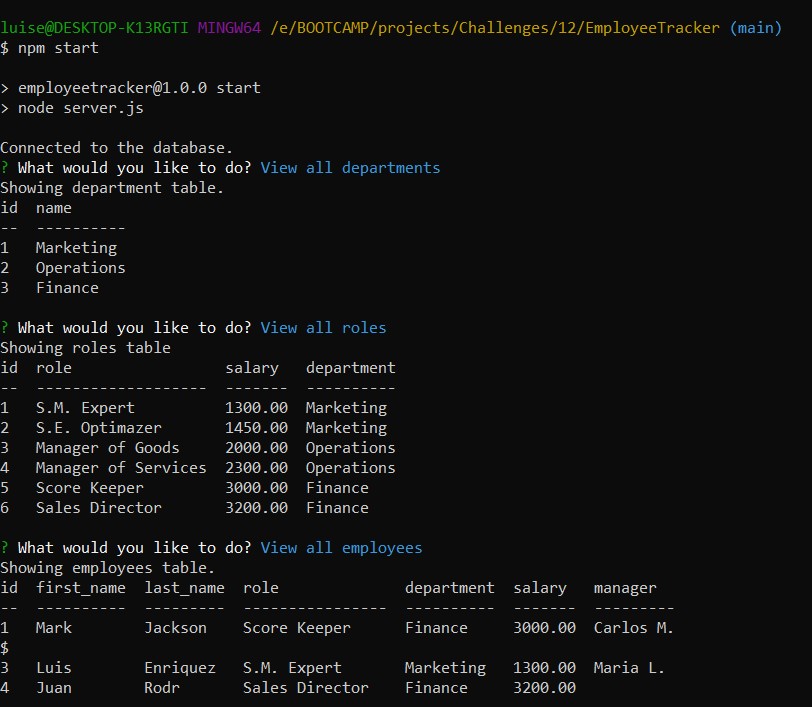 luise@DESKTOP-K13RGTI MINGW64 /e/BOOTCAMP/projects/Challenges/12/EmployeeTracker (main)
$ npm start
> employeetracker@1.0.0 start
> node server.js
Connected to the database.
? What would you like to do? View all departments
Showing department table.
id  name
--  ----------
1   Marketing
2   Operations
3   Finance
? What would you like to do? View all roles
Showing roles table
id  role                 salary   department
--  -------------------  -------  ----------
1   S.M. Expert          1300.00  Marketing
2   S.E. Optimazer       1450.00  Marketing
3   Manager of Goods     2000.00  Operations
4   Manager of Services  2300.00  Operations
5   Score Keeper         3000.00  Finance
6   Sales Director       3200.00  Finance
? What would you like to do? View all employees
Showing employees table.
id  first_name  last_name  role              department  salary   manager
--  ----------  ---------  ----------------  ----------  -------  ---------
1   Mark        Jackson    Score Keeper      Finance     3000.00  Carlos M.
$
3   Luis        Enriquez   S.M. Expert       Marketing   1300.00  Maria L.
4   Juan        Rodr       Sales Director    Finance     3200.00